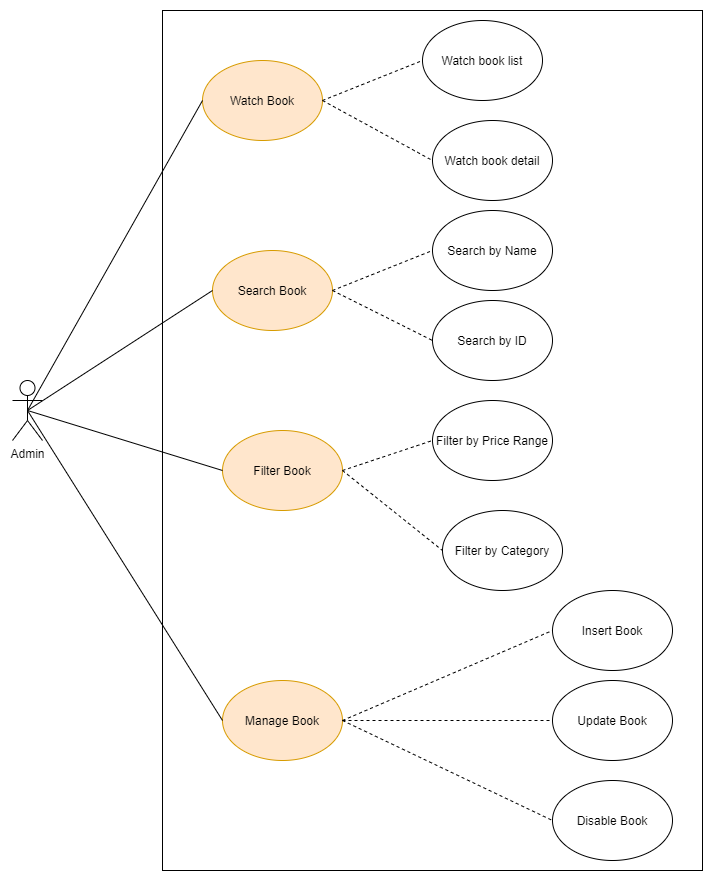 Watch book list
Watch Book
Watch book detail
Search by Name
Search Book
Search by ID
Admin
Filter by Price Range
Filter Book
Filter by Category
Insert Book
Manage Book
Update Book
Disable Book